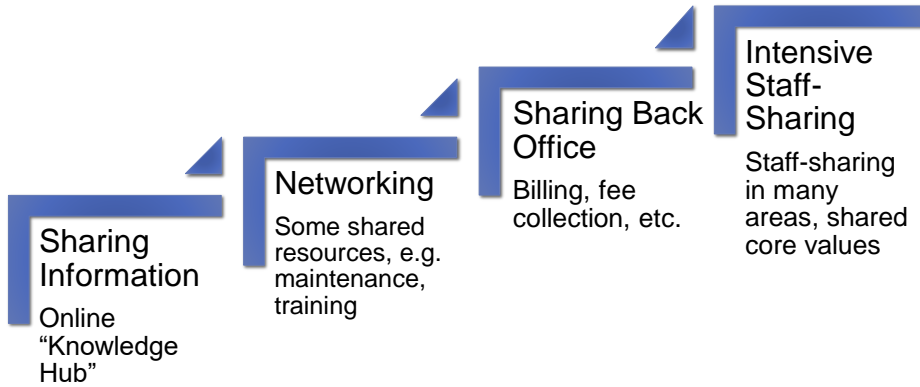 Sharing
Information
Online
“Knowledge
Hub”
Networking
Some shared
resources, e.g.
maintenance,
training
Sharing Back
Office
Billing, fee
collection, etc.
Intensive
Staff-
Sharing
Staff-sharing
in many
areas, shared
core values